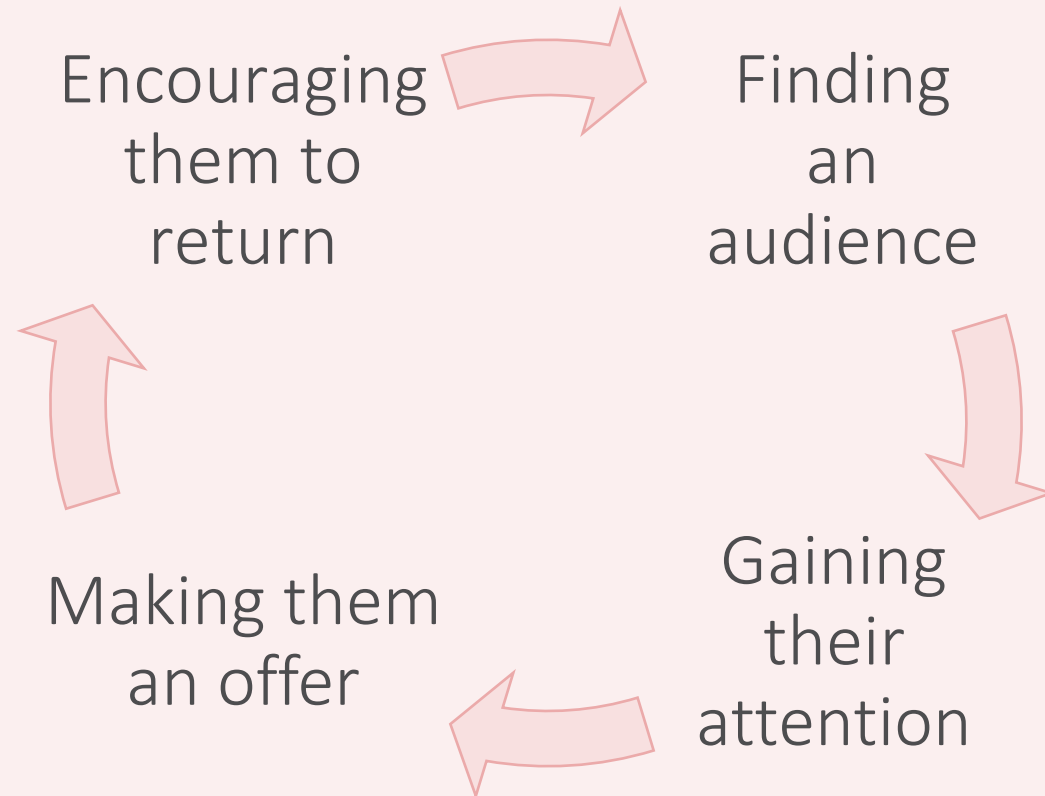 Encouraging
them to
return
Finding
an
audience
Gaining
their
attention
Making them
an offer